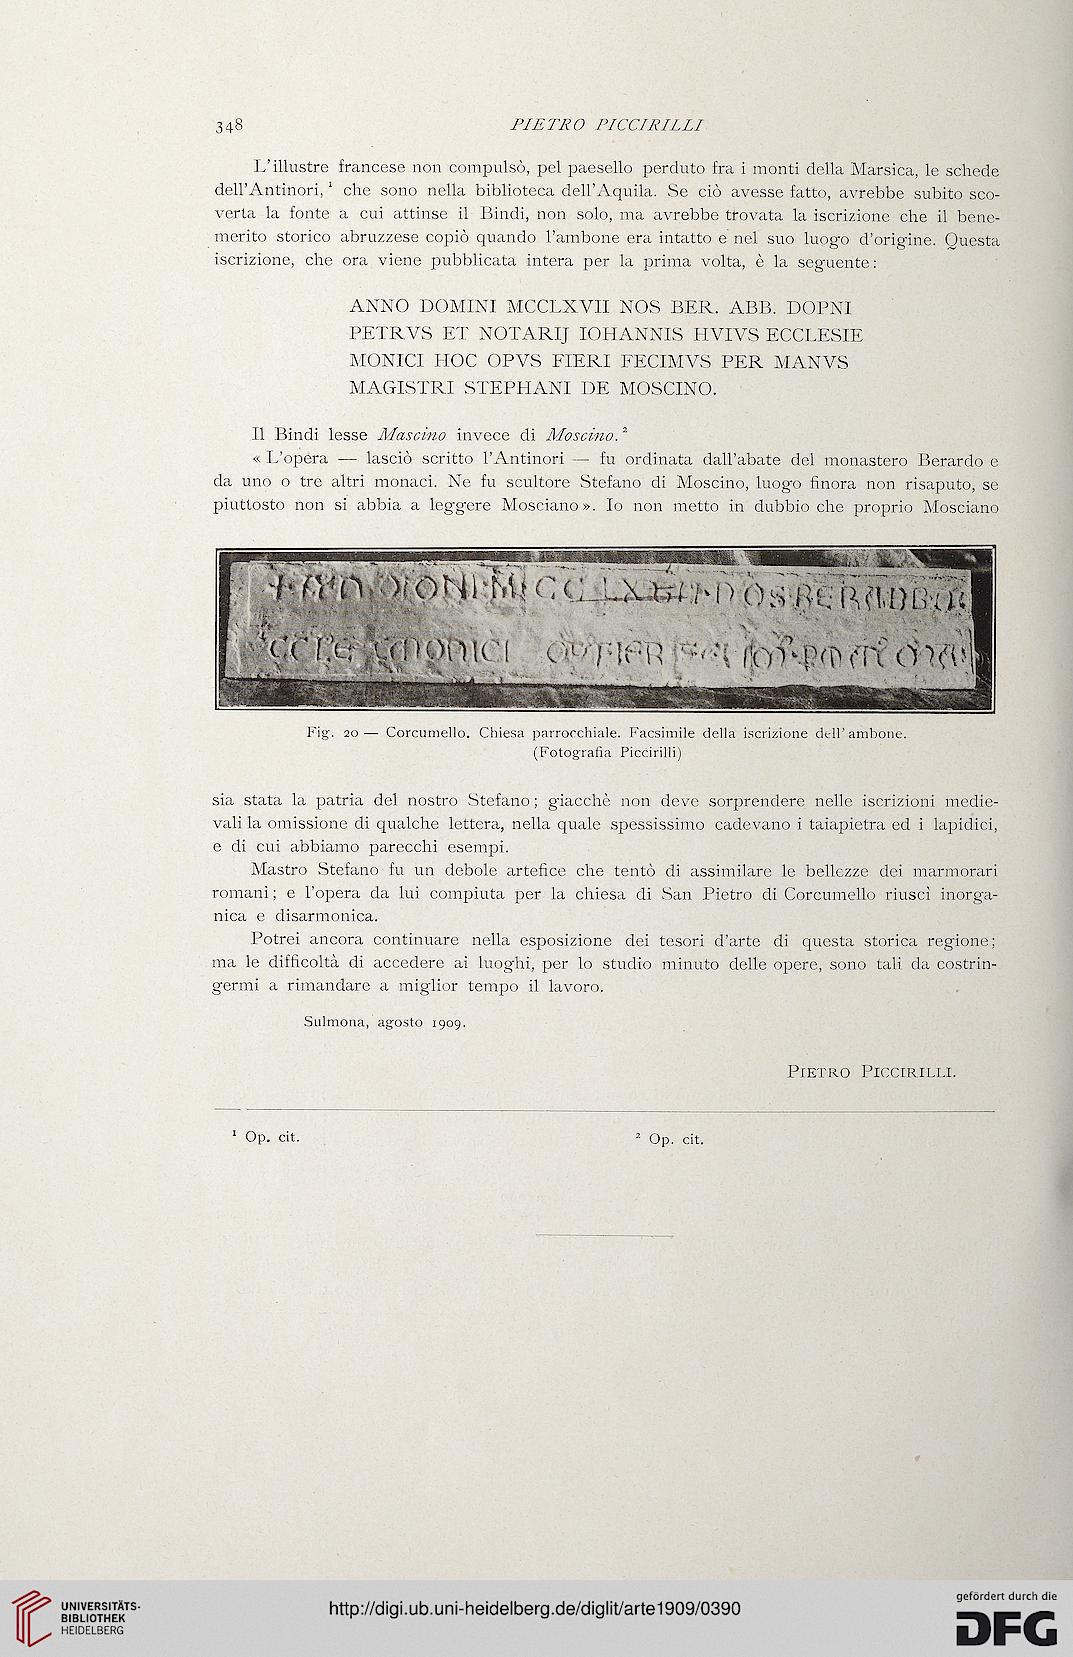 348
PIETRO PICCIRILLI
L'illustre francese non compulsò, pel paesello perduto fra i monti della Marsica, le schede
dell'Antinori,¹ che sono nella biblioteca dell'Aquila. Se ciò avesse fatto, avrebbe subito sco-
verta la fonte a cui attinse il Bindi, non solo, ma avrebbe trovata la iscrizione che il bene-
merito storico abruzzese copiò quando l'ambone era intatto e nel suo luogo d'origine. Questa
iscrizione, che ora viene pubblicata intera per la prima volta, è la seguente:
ANNO DOMINI MCCLXVII NOS BER. ABB. DOPNI
PETRVS ET NOTARIJ IOHANNIS HVIVS ECCLESIE
MONICI HOC OPVS FIERI FECIMVS PER MANVS
MAGISTRI STEPHANI DE MOSCINO.
Il Bindi lesse Mascino invece di Moscino.²
« L'opera — lasciò scritto l'Antinori — fu ordinata dall'abate del monastero Berardo e
da uno o tre altri monaci. Ne fu scultore Stefano di Moscino, luogo finora non risaputo, se
piuttosto non si abbia a leggere Mosciano ». Io non metto in dubbio che proprio Mosciano
Fig. 20 — Corcumello. Chiesa parrocchiale. Facsimile della iscrizione dell'ambone.
(Fotografia Piccirilli)
sia stata la patria del nostro Stefano; giacchè non deve sorprendere nelle iscrizioni medie-
vali la omissione di qualche lettera, nella quale spessissimo cadevano i taiapietra ed i lapidici,
e di cui abbiamo parecchi esempi.
Mastro Stefano fu un debole artefice che tentò di assimilare le bellezze dei marmorari
romani; e l'opera da lui compiuta per la chiesa di San Pietro di Corcumello riuscì inorga-
nica e disarmonica.
Potrei ancora continuare nella esposizione dei tesori d'arte di questa storica regione;
ma le difficoltà di accedere ai luoghi, per lo studio minuto delle opere, sono tali da costrin-
germi a rimandare a miglior tempo il lavoro.
Sulmona, agosto 1909.
PIETRO PICCIRILLI.
¹ Op. cit.
² Op. cit.
UNIVERSITÄTS-
BIBLIOTHEK
HEIDELBERG
http://digi.ub.uni-heidelberg.de/diglit/arte1909/0390
gefördert durch die
DFG